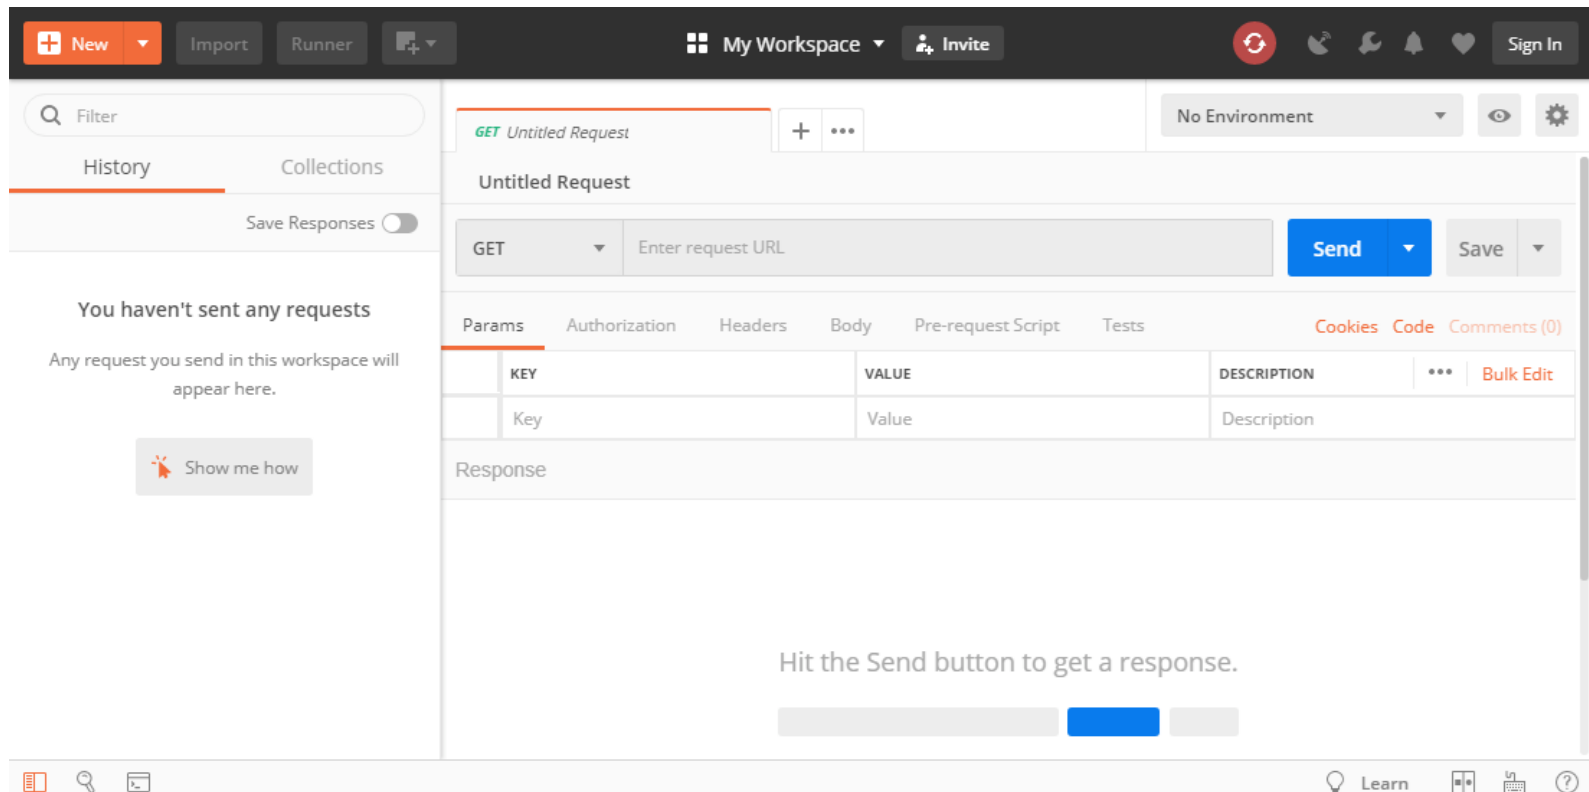 New
Import
Runner
My Workspace
Invite
Sign In
Filter
History
Collections
Save Responses
You haven't sent any requests
Any request you send in this workspace will
appear here.
Show me how
GET Untitled Request
No Environment
Untitled Request
GET
Enter request URL
Send
Save
Params
Authorization
Headers
Body
Pre-request Script
Tests
Cookies
Code
Comments (0)
KEY
VALUE
DESCRIPTION
Bulk Edit
Key
Value
Description
Response
Hit the Send button to get a response.
Learn